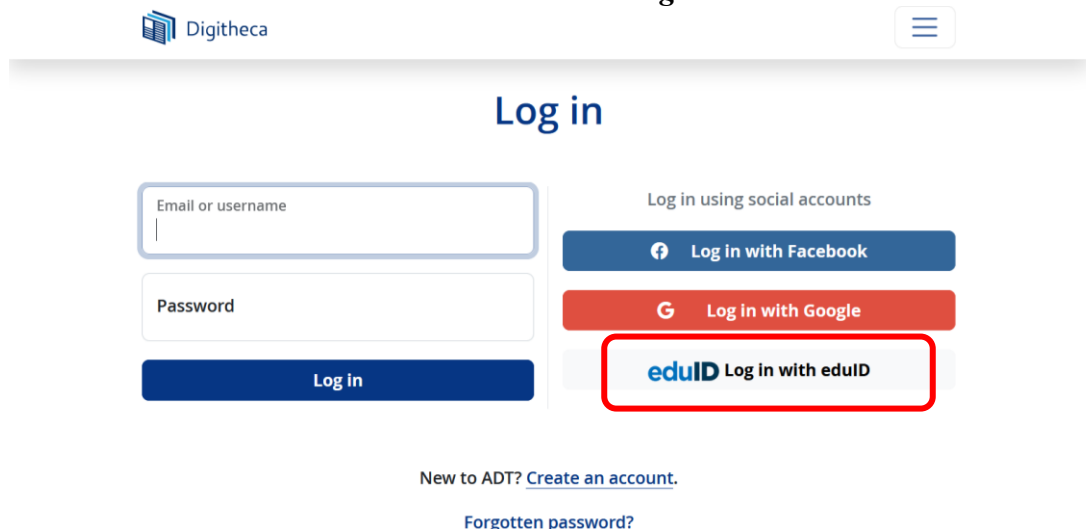 Digitheca
Log in
Email or username
Password
Log in
Log in using social accounts
Log in with Facebook
G Log in with Google
eduID Log in with eduID
New to ADT? Create an account.
Forgotten password?